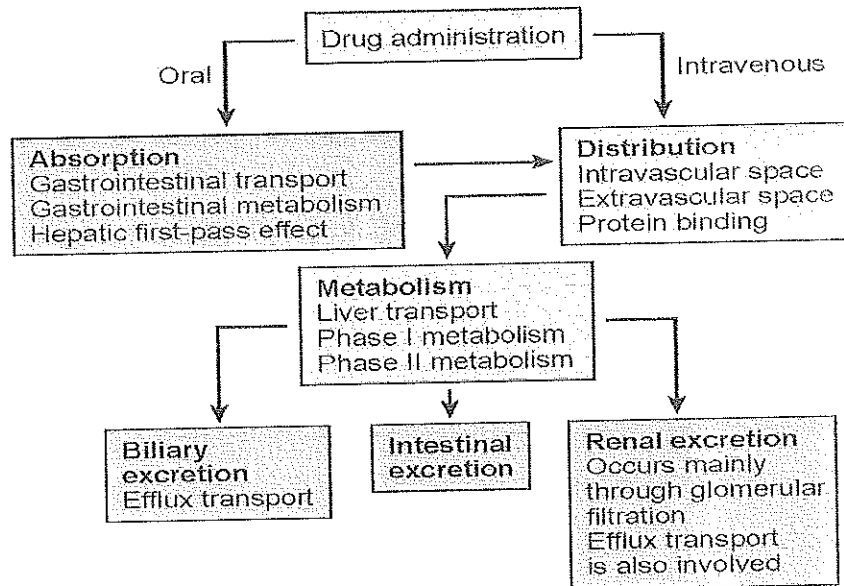 Drug administration
Oral
Intravenous
Absorption
Gastrointestinal transport
Gastrointestinal metabolism
Hepatic first-pass effect
Distribution
Intravascular space
Extravascular space
Protein binding
Metabolism
Liver transport
Phase I metabolism
Phase II metabolism
Biliary
excretion
Efflux transport
Intestinal
excretion
Renal excretion
Occurs mainly
through glomerular
filtration
Efflux transport
is also involved